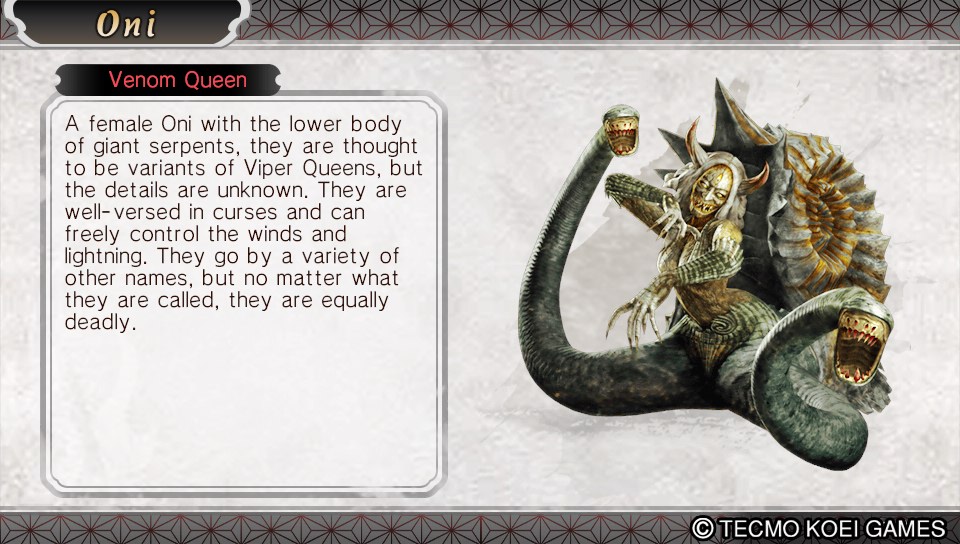 Oni
Venom Queen
A female Oni with the lower body
of giant serpents, they are thought
to be variants of Viper Queens, but
the details are unknown. They are
well-versed in curses and can
freely control the winds and
lightning. They go by a variety of
other names, but no matter what
they are called, they are equally
deadly.
© TECMO KOEI GAMES